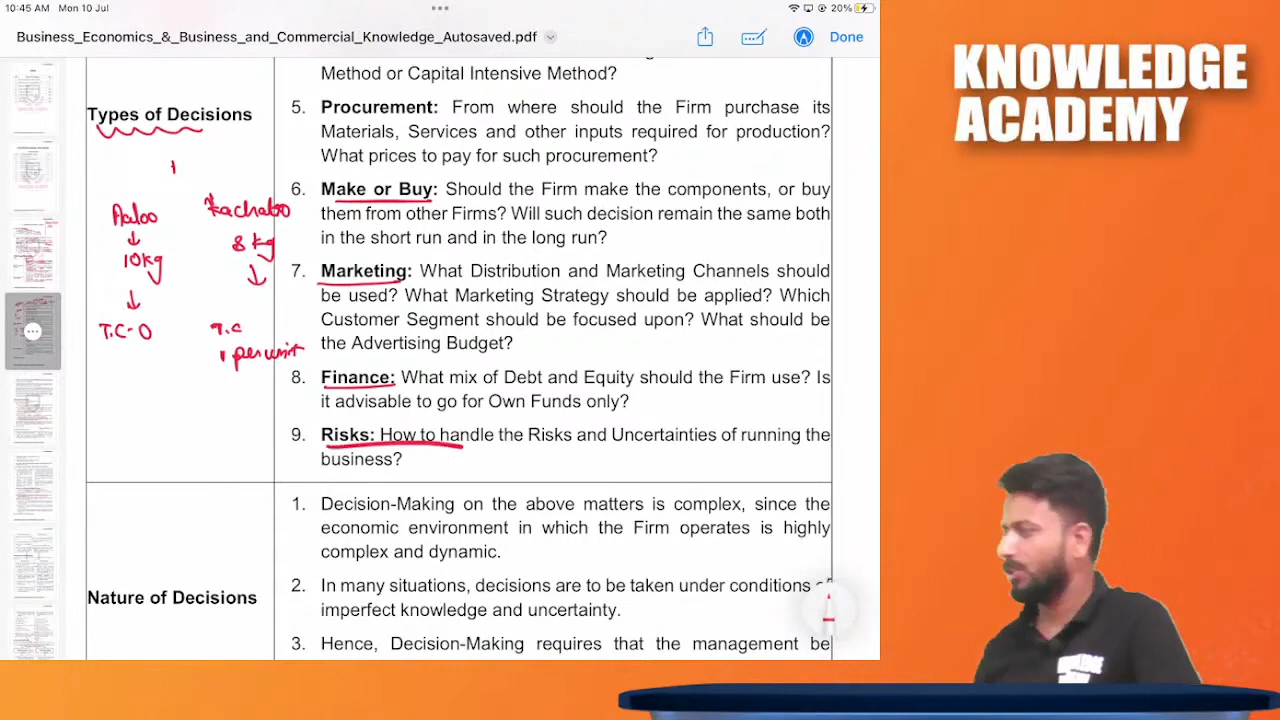 10:45 AM Mon 10 Jul
20%
Business_Economics_&_Business_and_Commercial_Knowledge_Autosaved.pdf
Done
KNOWLEDGE
ACADEMY
Types of Decisions
Aaloo
10kg
T.C-0
Kachaloo
8 kg
T.C
1 per unit
Method or Capital Intensive Method?
5. Procurement: From where should the Firm Purchase its
Materials, Services and other inputs required for production?
What prices to pay for such procurement?
6. Make or Buy: Should the Firm make the components, or buy
them from other Firms? Will such decision remain the same both
in the short run and in the long run?
Marketing: What Distribution and Marketing Channels should
be used? What Marketing Strategy should be applied? Which
Customer Segment should be focused upon? What should be
the Advertising Budget?
Finance: What mix of Debt and Equity should the Firm use? Is
it advisable to go for Own Funds only?
Risks: How to handle the Risks and Uncertainties of running the
business?
Nature of Decisions
Decision-Making in the above matters is complex, since the
economic environment in which the Firm operates is highly
complex and dynamic.
2. In many situations, decisions are to be taken under conditions
imperfect knowledge and uncertainty.
Hence, Decision-Making requires that the management be